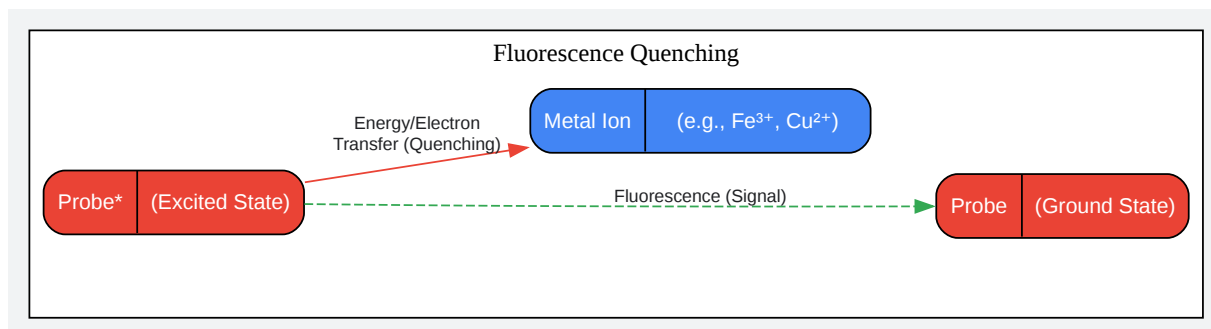 Fluorescence Quenching
Metal Ion (e.g., Fe³⁺, Cu²⁺)
Energy/Electron
Transfer (Quenching)
Probe* (Excited State)
Fluorescence (Signal)
Probe (Ground State)